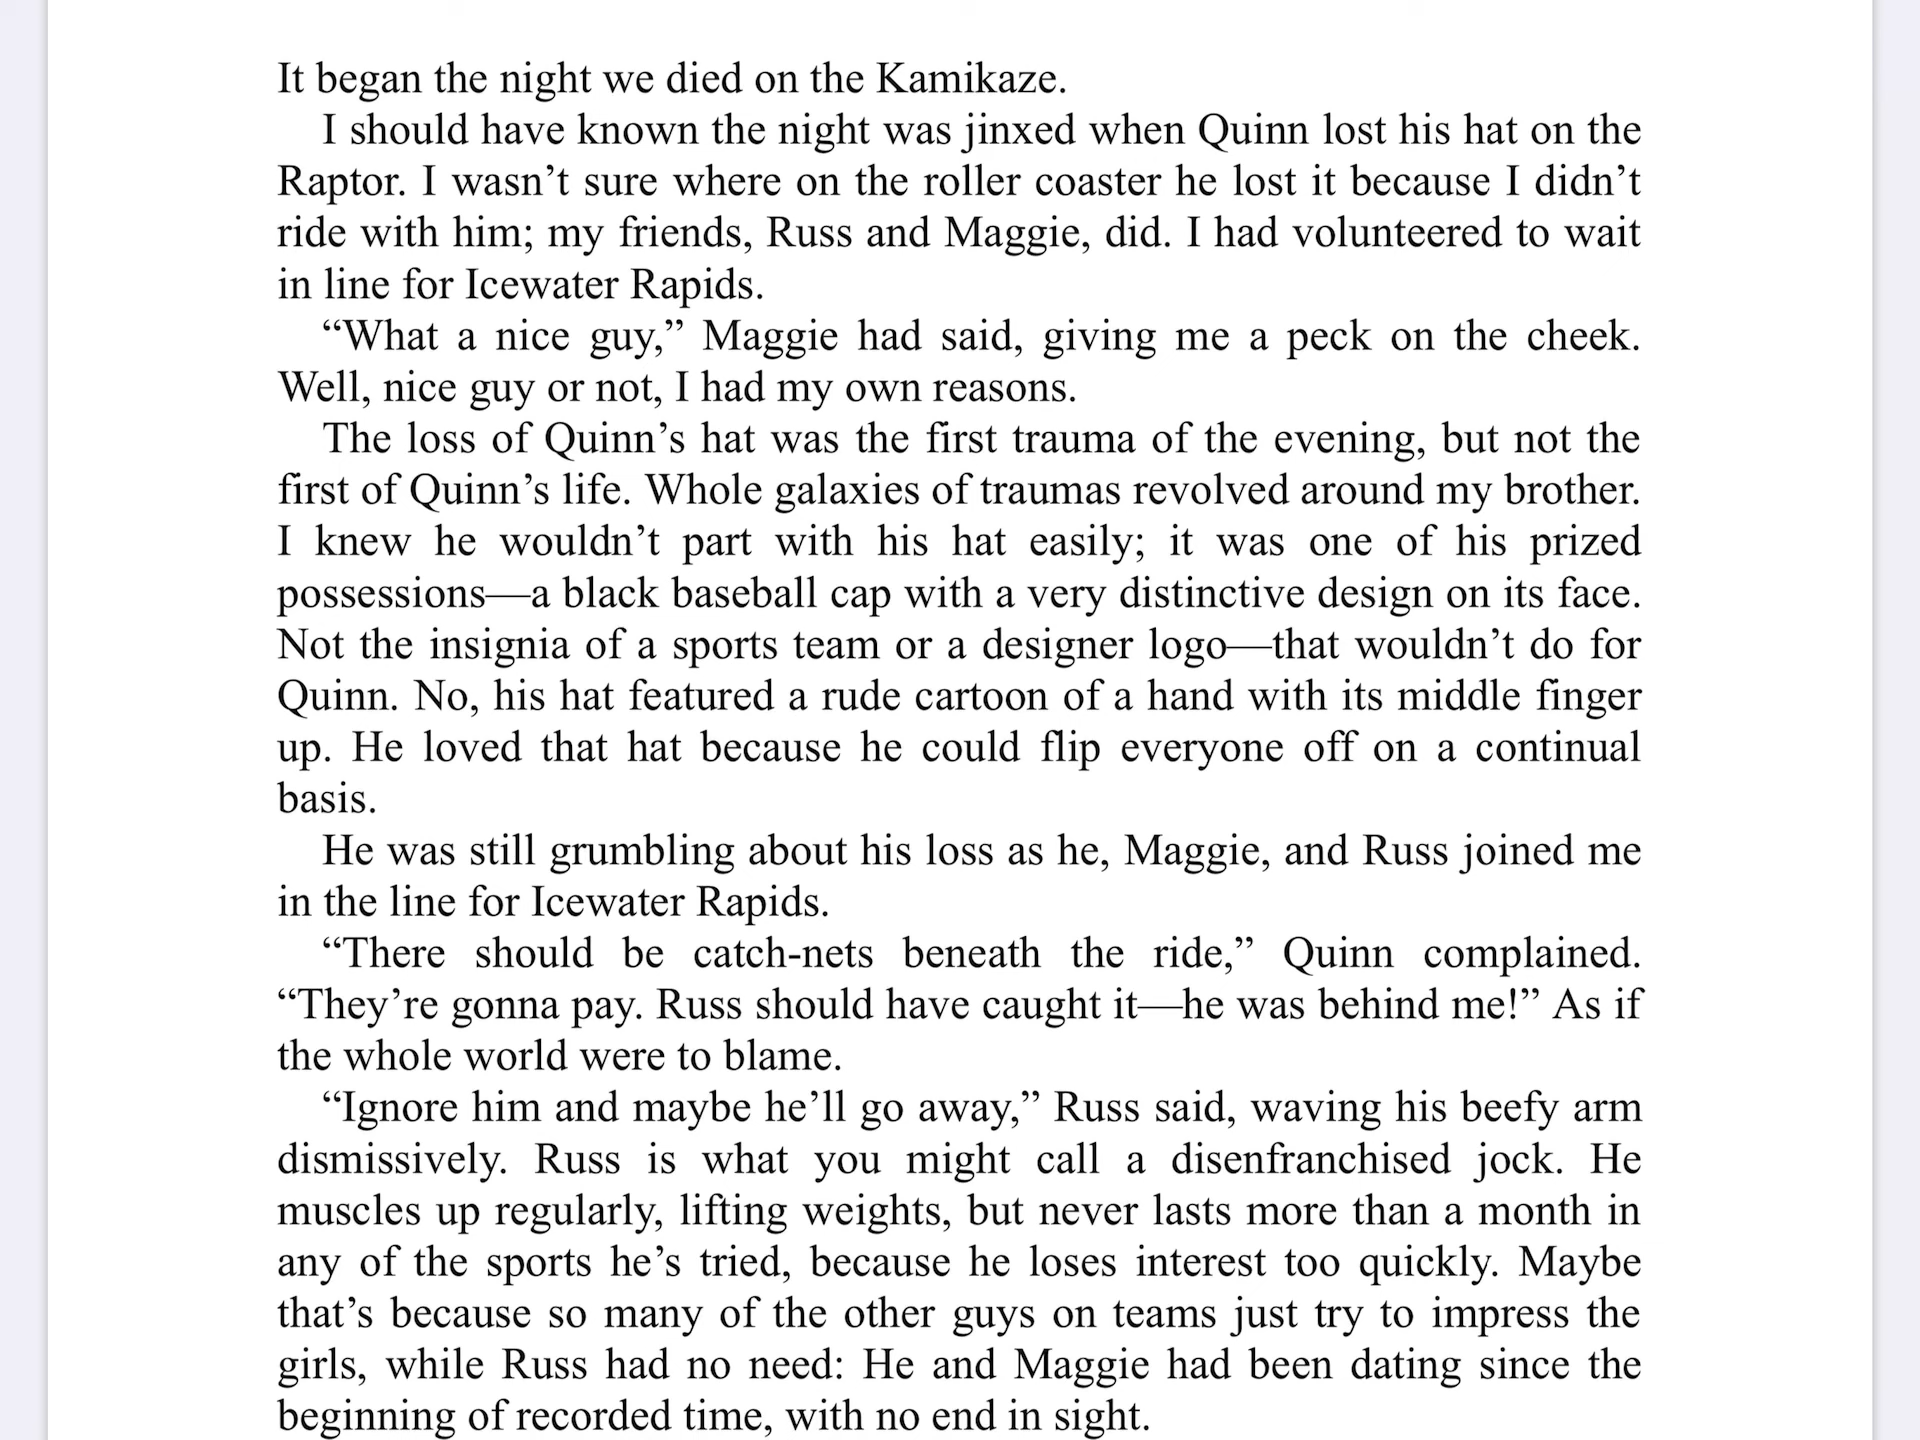 It began the night we died on the Kamikaze.
I should have known the night was jinxed when Quinn lost his hat on the
Raptor. I wasn’t sure where on the roller coaster he lost it because I didn’t
ride with him; my friends, Russ and Maggie, did. I had volunteered to wait
in line for Icewater Rapids.
“What a nice guy,” Maggie had said, giving me a peck on the cheek.
Well, nice guy or not, I had my own reasons.
The loss of Quinn’s hat was the first trauma of the evening, but not the
first of Quinn’s life. Whole galaxies of traumas revolved around my brother.
I knew he wouldn’t part with his hat easily; it was one of his prized
possessions—a black baseball cap with a very distinctive design on its face.
Not the insignia of a sports team or a designer logo—that wouldn’t do for
Quinn. No, his hat featured a rude cartoon of a hand with its middle finger
up. He loved that hat because he could flip everyone off on a continual
basis.
He was still grumbling about his loss as he, Maggie, and Russ joined me
in the line for Icewater Rapids.
“There should be catch-nets beneath the ride,” Quinn complained.
“They’re gonna pay. Russ should have caught it—he was behind me!” As if
the whole world were to blame.
“Ignore him and maybe he’ll go away,” Russ said, waving his beefy arm
dismissively. Russ is what you might call a disenfranchised jock. He
muscles up regularly, lifting weights, but never lasts more than a month in
any of the sports he’s tried, because he loses interest too quickly. Maybe
that’s because so many of the other guys on teams just try to impress the
girls, while Russ had no need: He and Maggie had been dating since the
beginning of recorded time, with no end in sight.